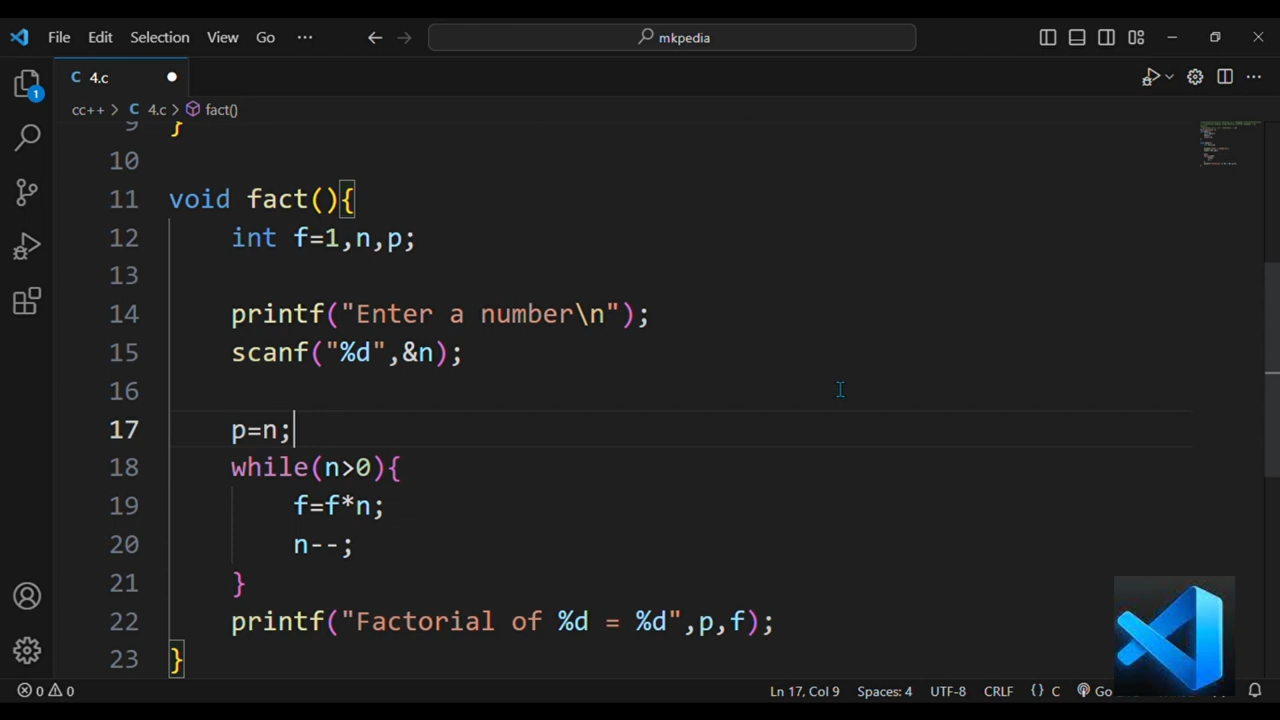 File Edit Selection View Go ··· mkpedia
C 4.c
cc++ > C 4.c > fact()
9 }
10
11 void fact(){
12 int f=1,n,p;
13
14 printf("Enter a number\n");
15 scanf("%d",&n);
16
17 p=n;
18 while(n>0){
19 f=f*n;
20 n--;
21 }
22 printf("Factorial of %d = %d",p,f);
23 }
1
0 0 Ln 17, Col 9 Spaces: 4 UTF-8 CRLF {} C Go